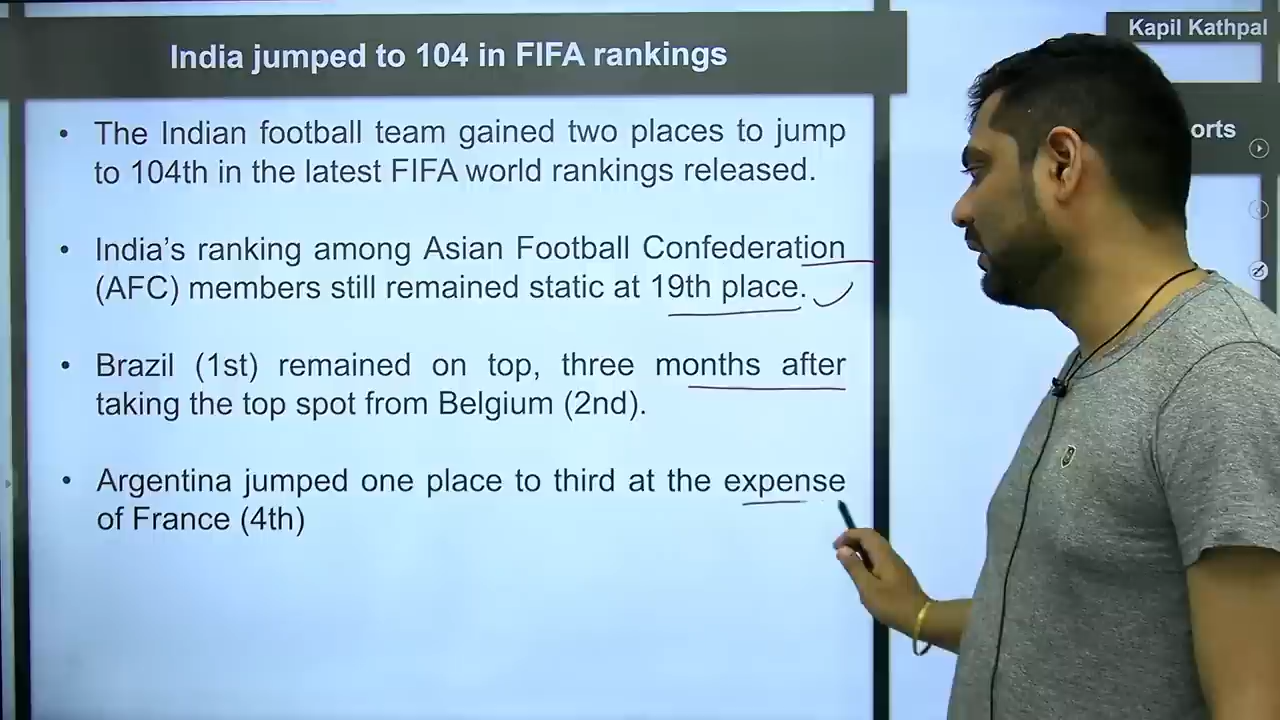 India jumped to 104 in FIFA rankings
Kapil Kathpal
orts
• The Indian football team gained two places to jump
to 104th in the latest FIFA world rankings released.
• India's ranking among Asian Football Confederation
(AFC) members still remained static at 19th place.
• Brazil (1st) remained on top, three months after
taking the top spot from Belgium (2nd).
• Argentina jumped one place to third at the expense
of France (4th)